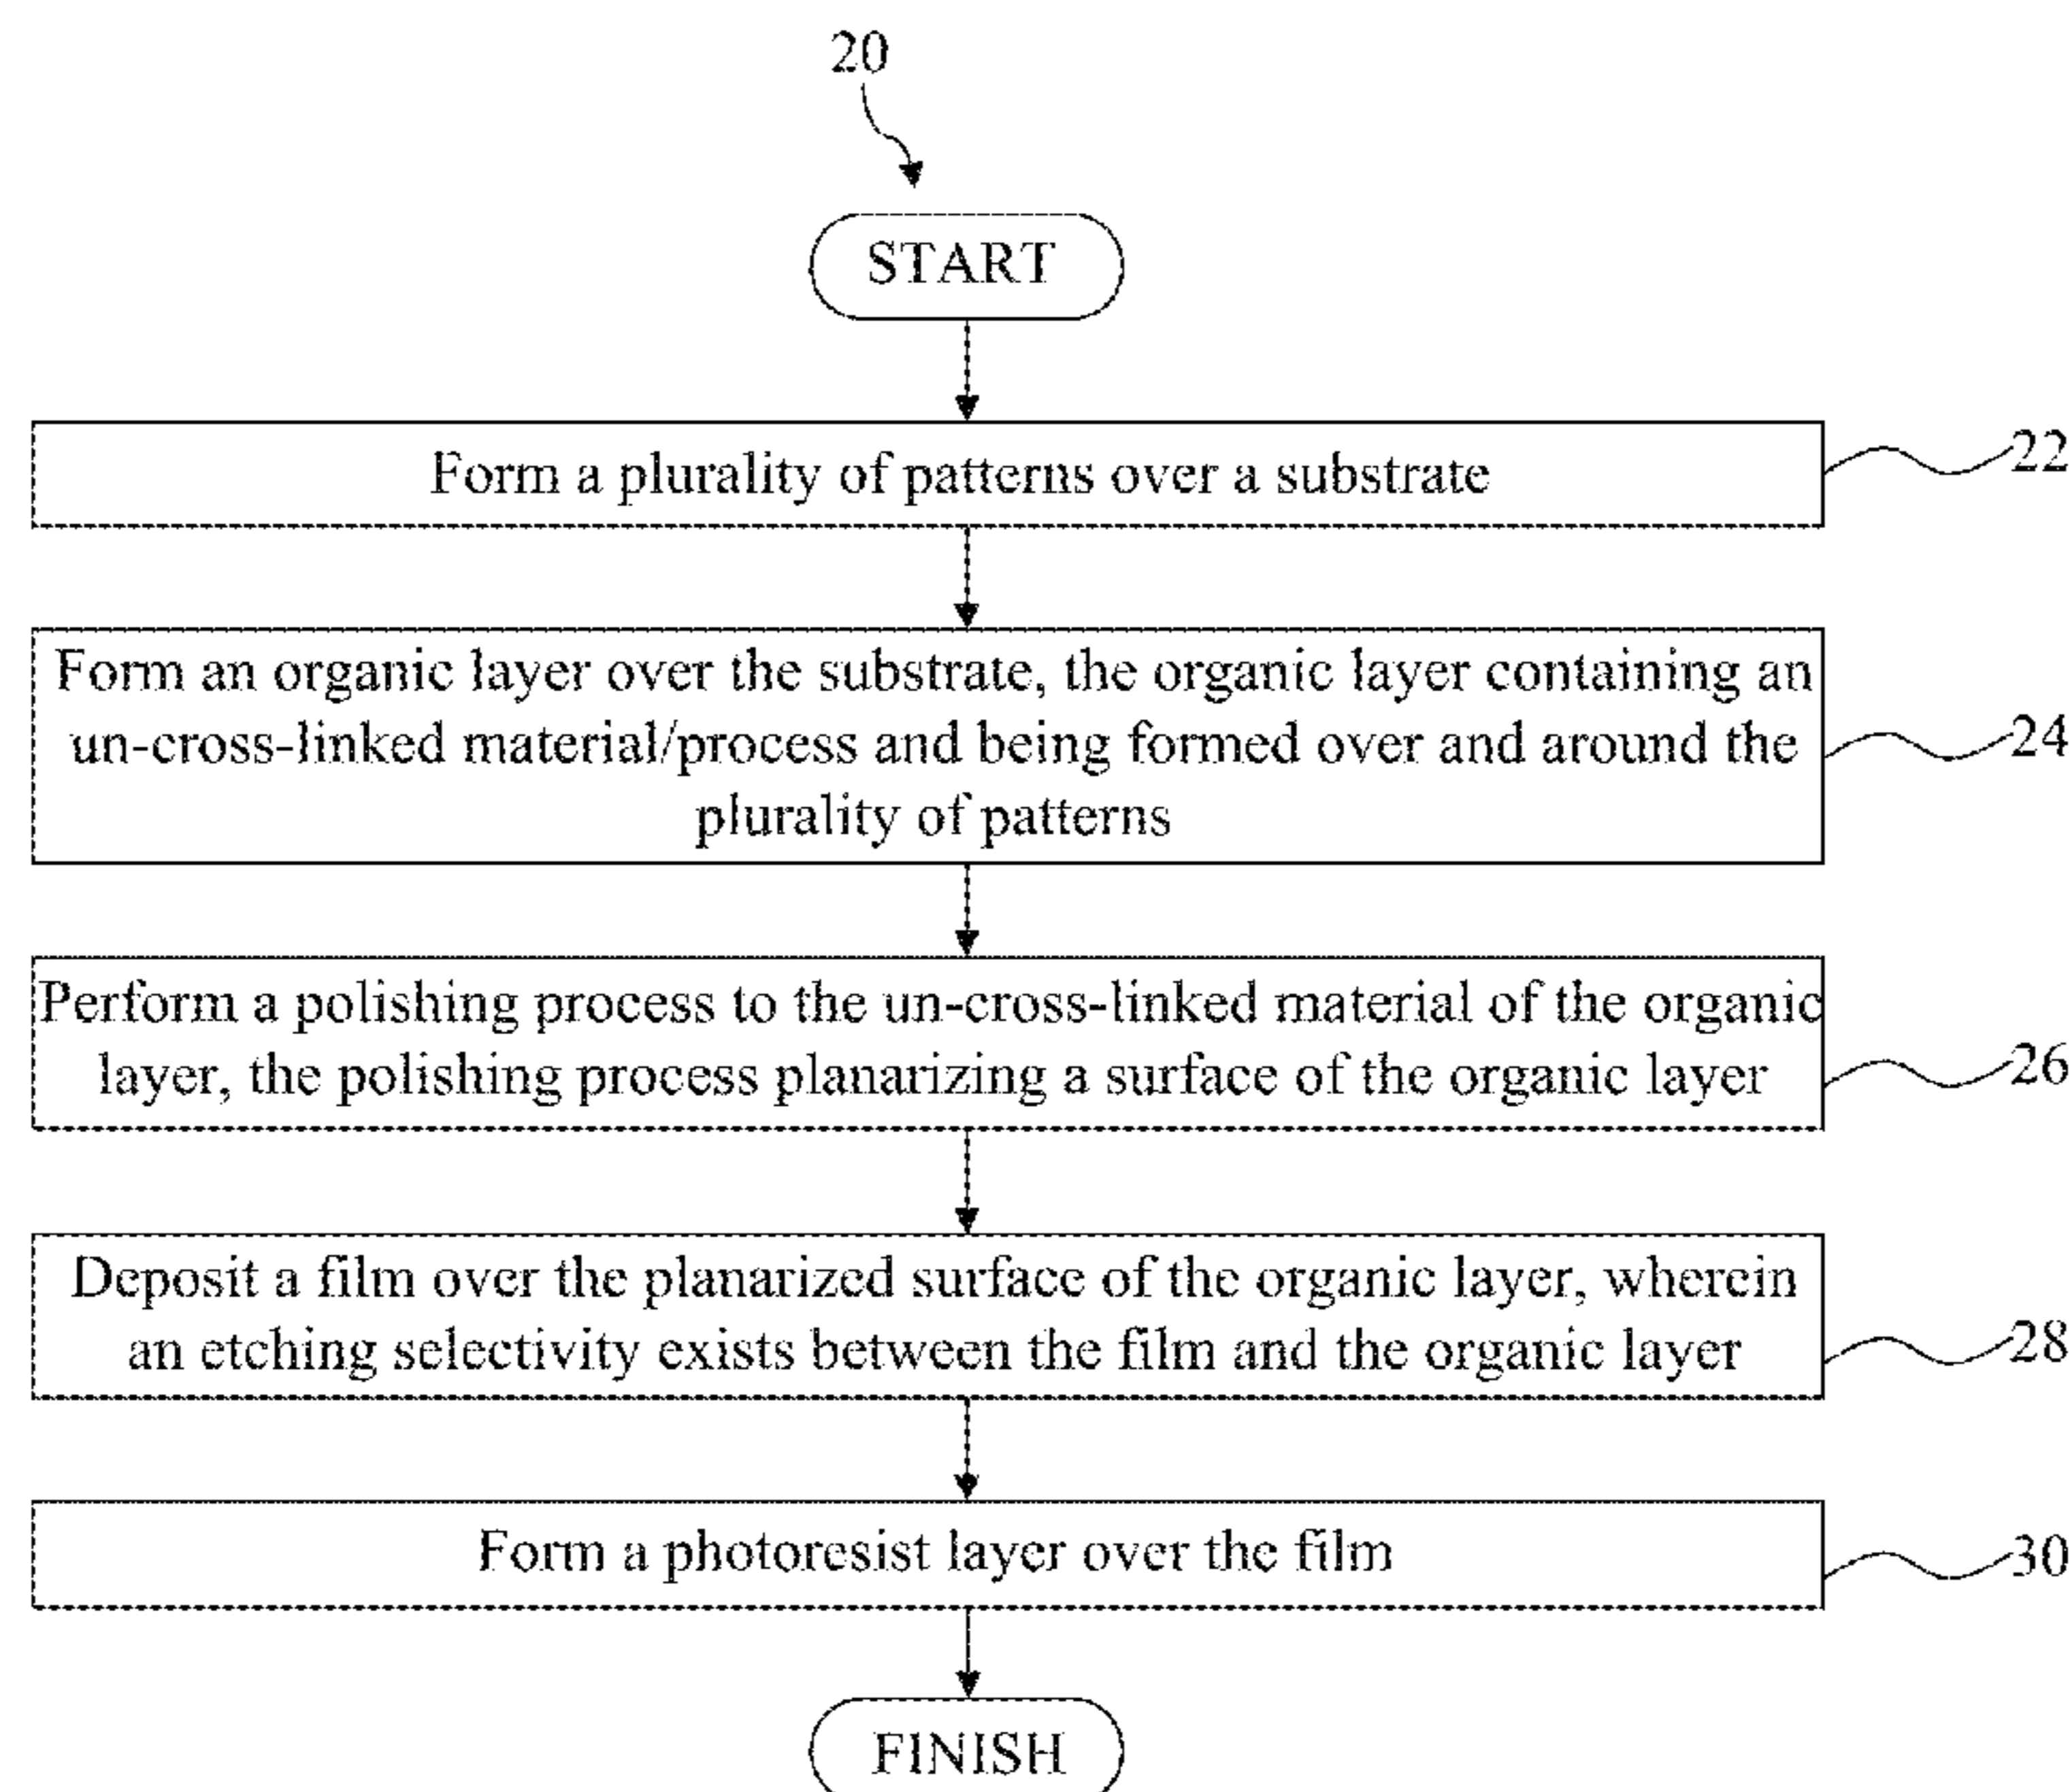 20
START
Form a plurality of patterns over a substrate
22
Form an organic layer over the substrate, the organic layer containing an
un-cross-linked material/process and being formed over and around the
plurality of patterns
24
Perform a polishing process to the un-cross-linked material of the organic
layer, the polishing process planarizing a surface of the organic layer
26
Deposit a film over the planarized surface of the organic layer, wherein
an etching selectivity exists between the film and the organic layer
28
Form a photoresist layer over the film
30
FINISH